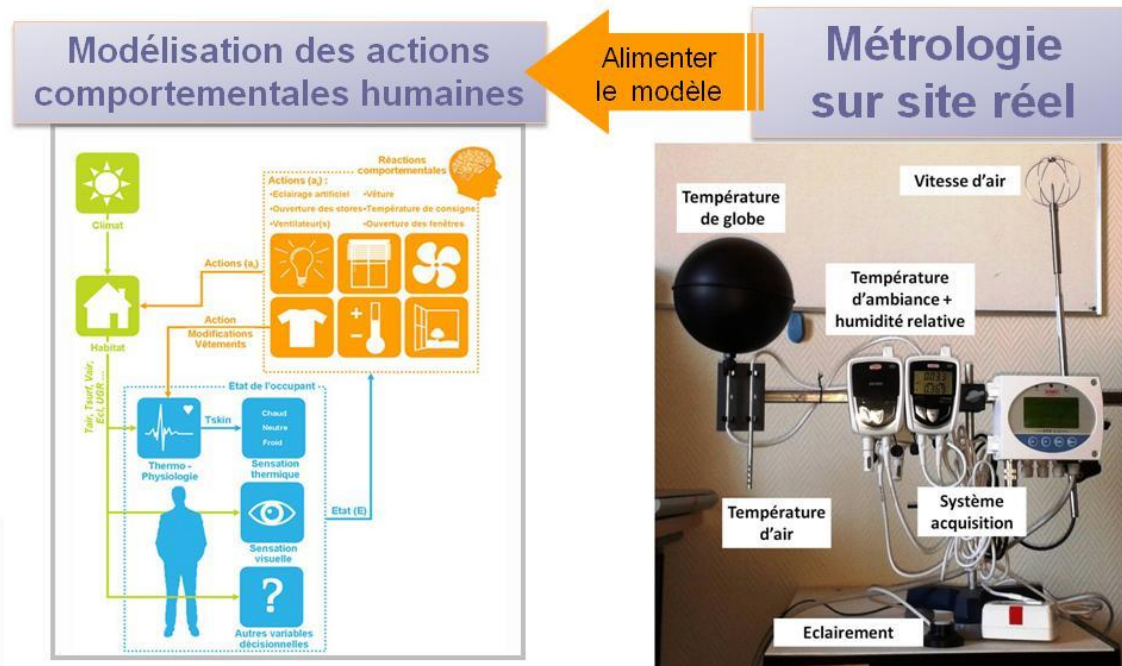 Modélisation des actions
comportementales humaines
Alimenter
le modèle
Métrologie
sur site réel
Réactions
comportementales
Actions (aᵢ) :
•Eclairage artificiel •Vêture
•Ouverture des stores •Température de consigne
•Ventilateur(s) •Ouverture des fenêtres
Climat
Actions (aᵢ)
Action
Modifications
Vêtements
Habitat
Tair, Tsurf, Vair,
Ecl, UGR ...
État de l'occupant
Tskin
Chaud
Neutre
Froid
Thermo -
Physiologie
Sensation
thermique
Etat (E)
Sensation
visuelle
?
Autres variables
décisionnelles
Température
de globe
Vitesse d'air
Température
d'ambiance +
humidité relative
Température
d'air
Système
acquisition
Eclairement